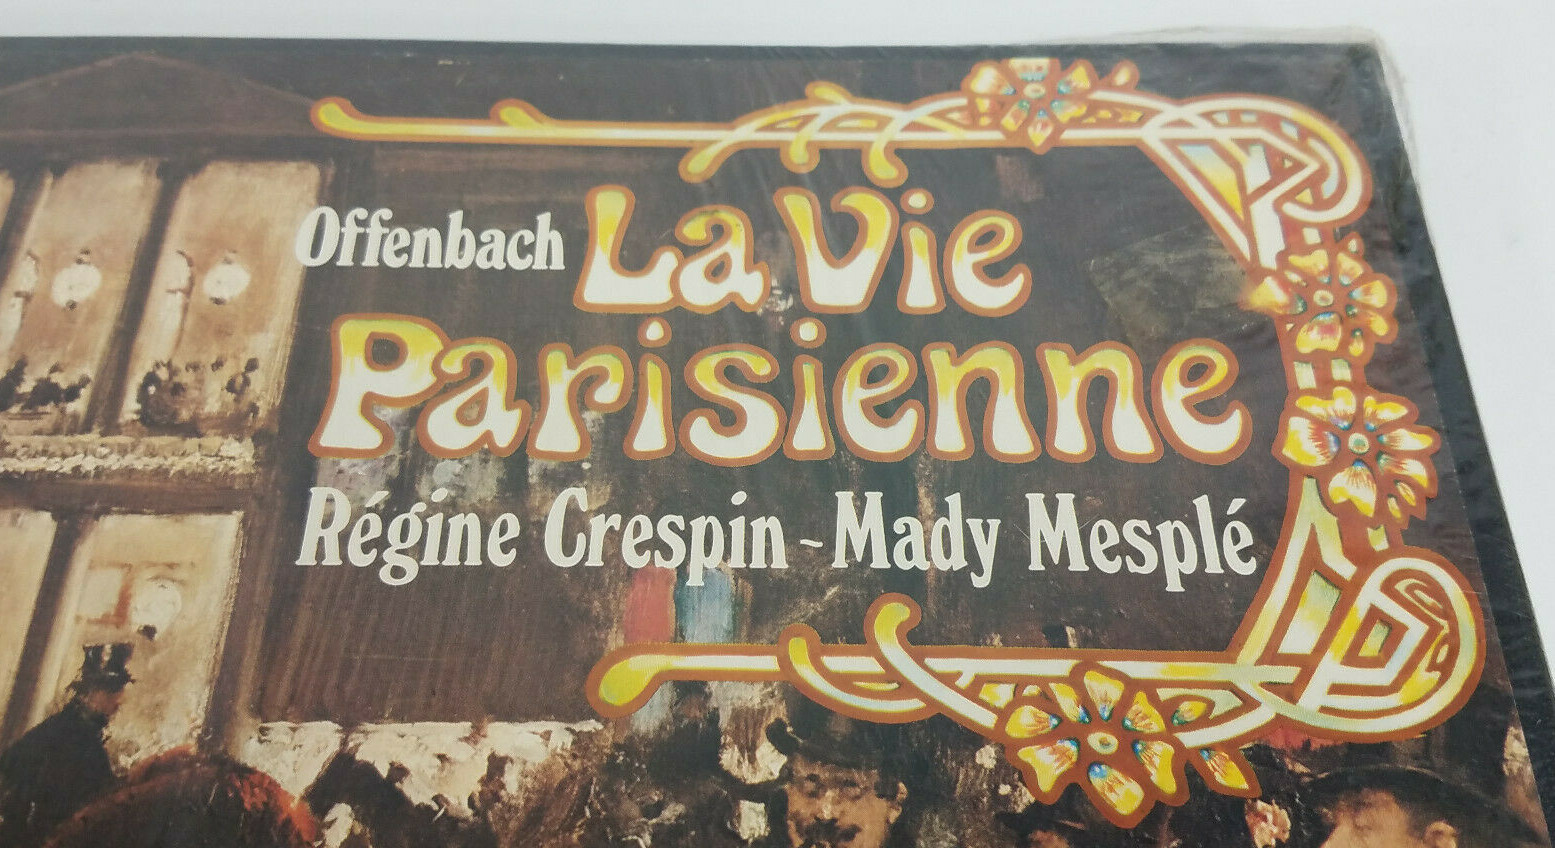 Offenbach La Vie
Parisienne
Régine Crespin - Mady Mesplé